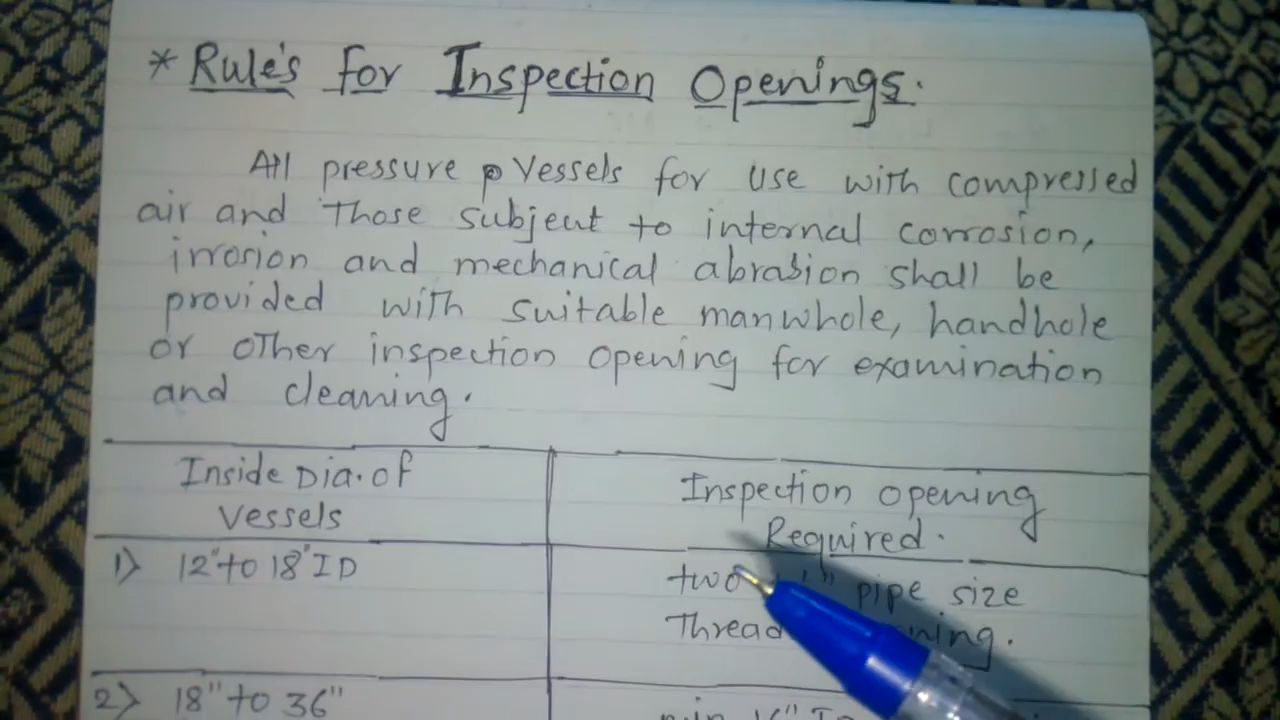 * Rule's for Inspection Openings.
All pressure p Vessels for use with compressed
air and Those subject to internal corrosion,
irrosion and mechanical abrasion shall be
provided with suitable manwhole, handhole
or other inspection opening for examination
and cleaning.
Inside Dia. of
Vessels
Inspection opening
Required.
1) 12" to 18" ID
two pipe size
2) 18" to 36"